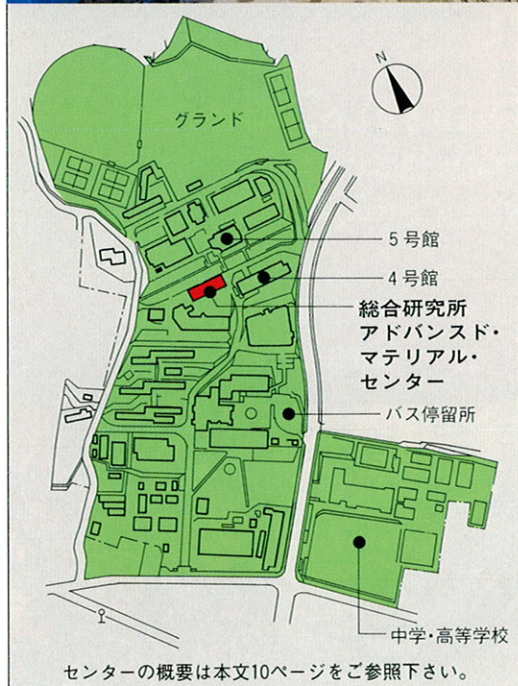 N
グランド
5号館
4号館
総合研究所
アドバンスド・
マテリアル・
センター
バス停留所
中学・高等学校
センターの概要は本文10ページをご参照下さい。